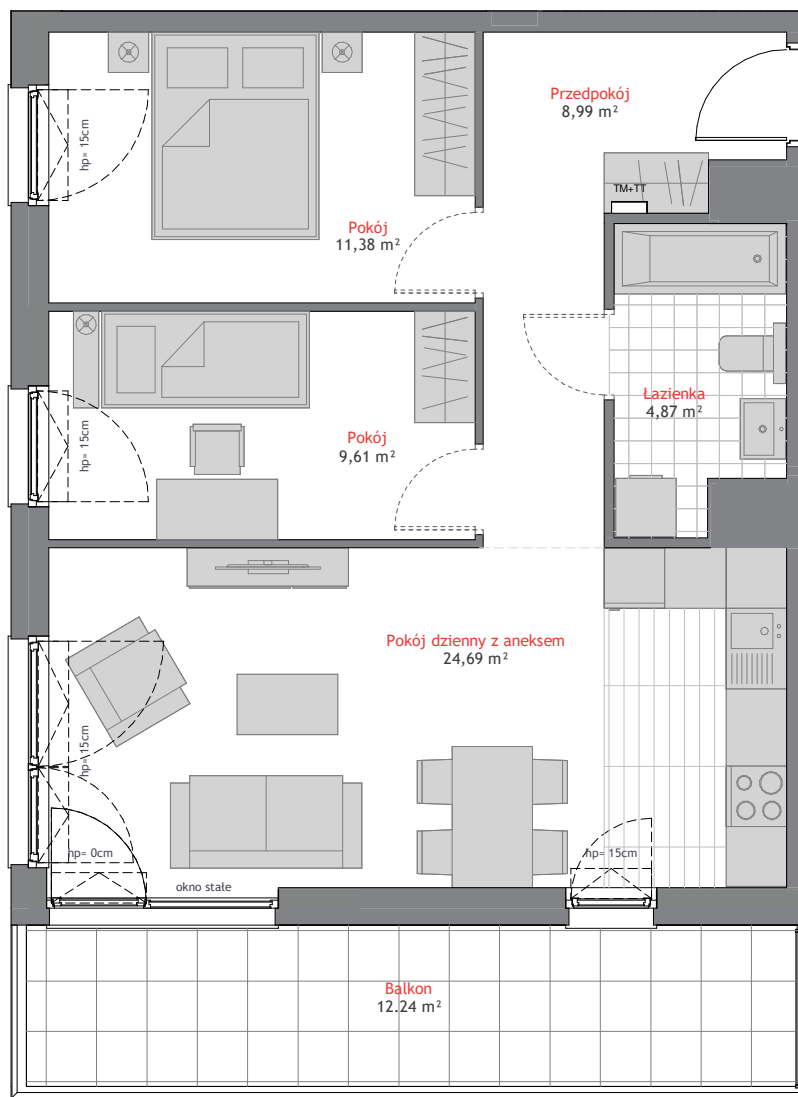 Przedpokój
8,99 m²
hp= 15cm
TM+TT
Pokój
11,38 m²
Łazienka
4,87 m²
hp= 15cm
Pokój
9,61 m²
Pokój dzienny z aneksem
24,69 m²
hp= 15cm
hp= 0cm
hp= 15cm
okno stałe
Balkon
12.24 m²